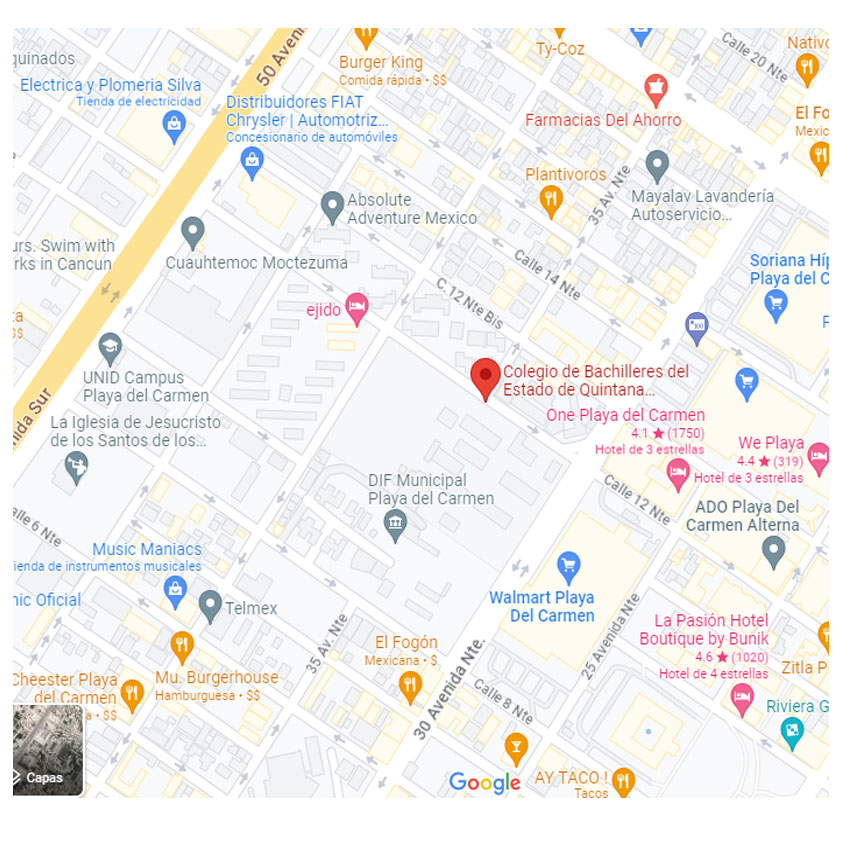 quinados
Electrica y Plomeria Silva
Tienda de electricidad
50 Aveni
Burger King
Comida rápida • $$
Ty-Coz
Calle 20 Nte
Nativo
Distribuidores FIAT
Chrysler | Automotriz...
Concesionario de automóviles
Farmacias Del Ahorro
El Fo
Mexic
Plantivoros
35 Av. Nte
Mayalav Lavandería
Autoservicio...
Absolute
Adventure Mexico
urs. Swim with
rks in Cancun
Cuauhtemoc Moctezuma
Calle 14 Nte
Soriana Híp
Playa del C
C. 12 Nte Bis
ejido
ta
$$
F
UNID Campus
Playa del Carmen
Colegio de Bachilleres del
Estado de Quintana...
nida Sur
La Iglesia de Jesucristo
de los Santos de los...
One Playa del Carmen
4.1 ★ (1750)
Hotel de 3 estrellas
We Playa
4.4 ★ (319)
Hotel de 3 estrellas
DIF Municipal
Playa del Carmen
Calle 12 Nte
ADO Playa Del
Carmen Alterna
alle 6 Nte
Music Maniacs
ienda de instrumentos musicales
nic Oficial
Telmex
Walmart Playa
Del Carmen
25 Avenida Nte
35 Av. Nte
El Fogón
Mexicana • $
La Pasión Hotel
Boutique by Bunik
4.6 ★ (1020)
Hotel de 4 estrellas
Zitla P
Cheester Playa
del Carmen
a • $$
Mu. Burgerhouse
Hamburguesa • $$
30 Avenida Nte.
Calle 8 Nte
Riviera G
Capas
Google
AY TACO !
Tacos